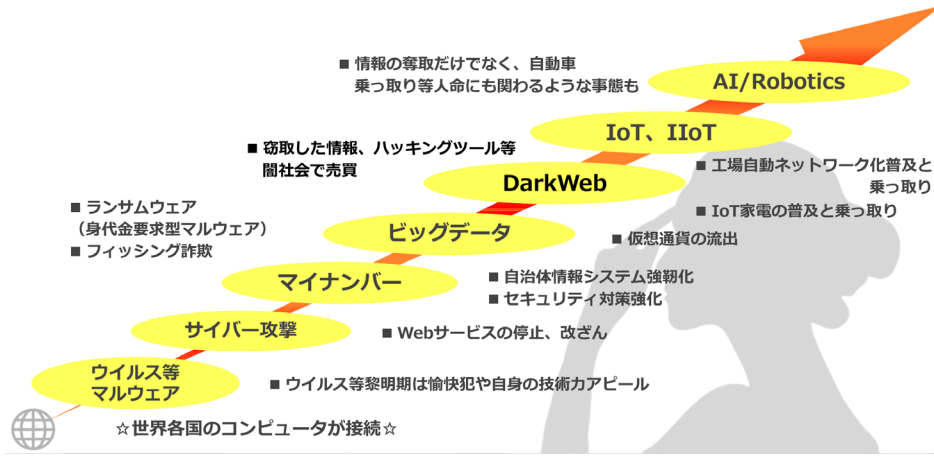 ■ 情報の奪取だけでなく、自動車
乗っ取り等人命にも関わるような事態も
AI/Robotics
IoT、IIoT
■ 窃取した情報、ハッキングツール等
闇社会で売買
■ 工場自動ネットワーク化普及と
乗っ取り
DarkWeb
■ IoT家電の普及と乗っ取り
■ ランサムウェア
（身代金要求型マルウェア）
■ フィッシング詐欺
ビッグデータ
■ 仮想通貨の流出
マイナンバー
■ 自治体情報システム強靭化
■ セキュリティ対策強化
サイバー攻撃
■ Webサービスの停止、改ざん
ウイルス等
マルウェア
■ ウイルス等黎明期は愉快犯や自身の技術力アピール
☆世界各国のコンピュータが接続☆